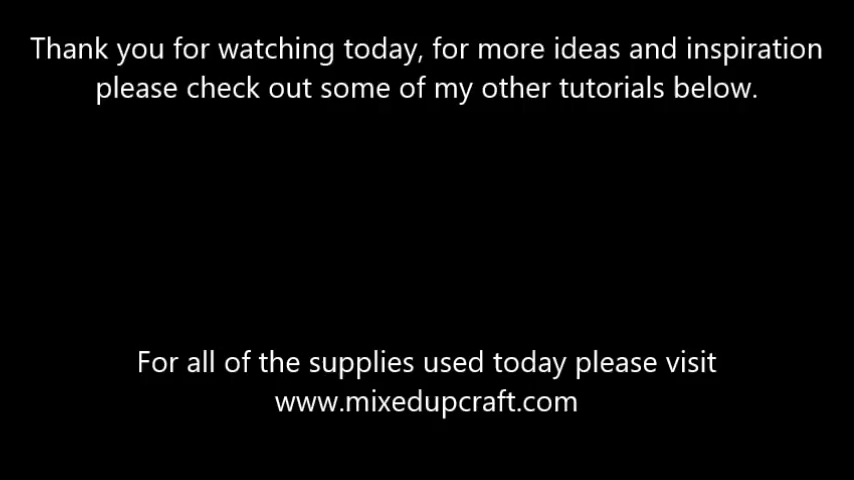 Thank you for watching today, for more ideas and inspiration
please check out some of my other tutorials below.
For all of the supplies used today please visit
www.mixedupcraft.com